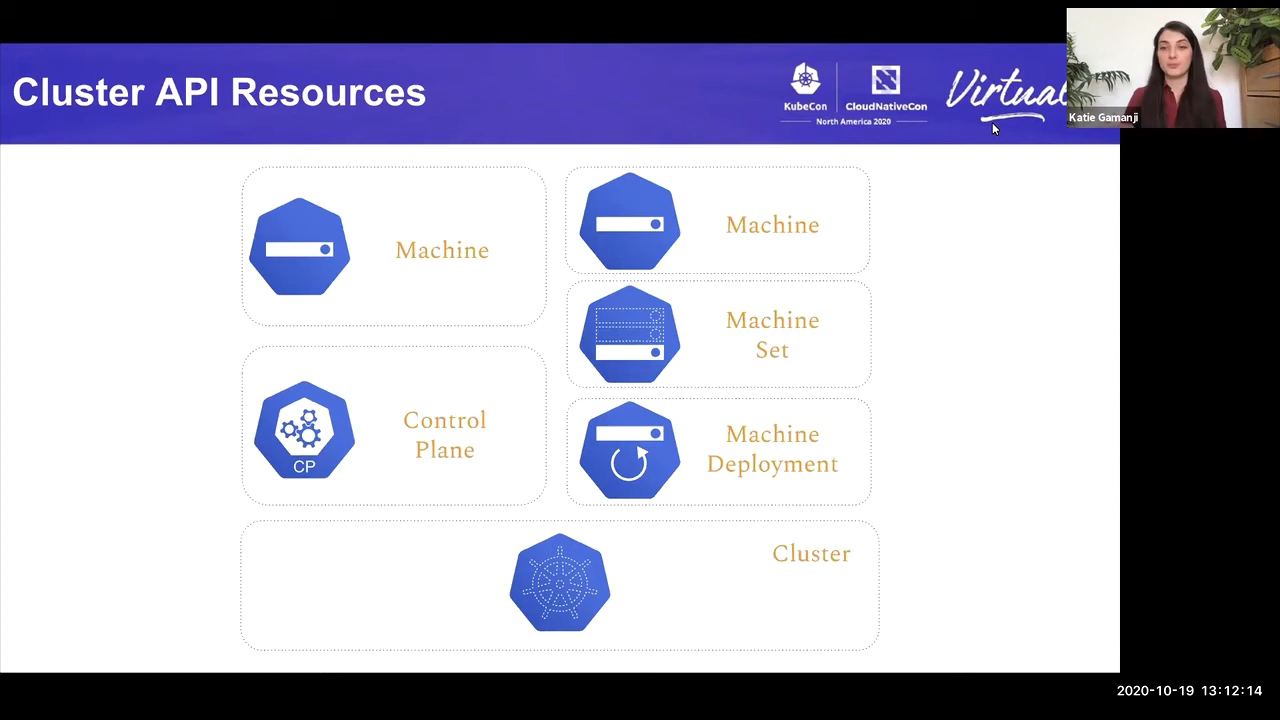 Cluster API Resources
KubeCon
CloudNativeCon
North America 2020
Virtual
Katie Gamanji
Machine
Machine
Machine
Set
CP
Control
Plane
Machine
Deployment
Cluster
2020-10-19 13:12:14